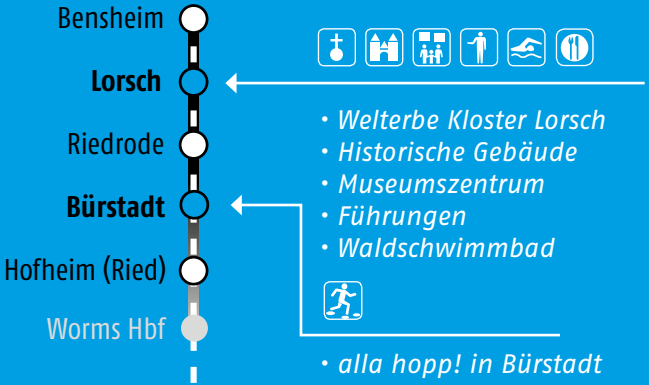 Bensheim
Lorsch
Riedrode
Bürstadt
Hofheim (Ried)
Worms Hbf
· Welterbe Kloster Lorsch
· Historische Gebäude
· Museumszentrum
· Führungen
· Waldschwimmbad
· alla hopp! in Bürstadt